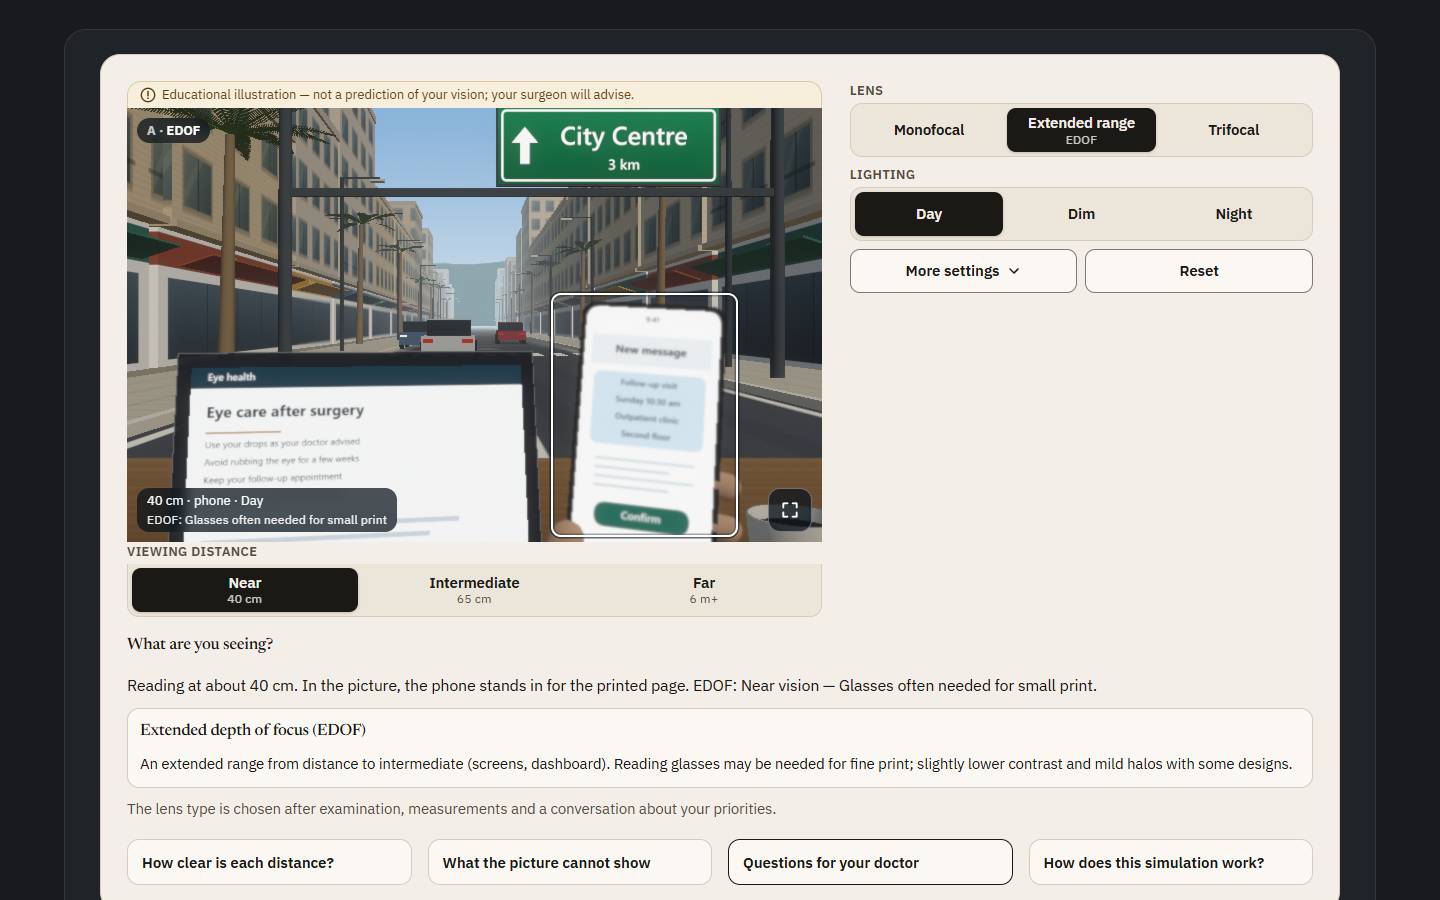 Educational illustration — not a prediction of your vision; your surgeon will advise.
A · EDOF
City Centre
3 km
9:41
New message
Follow-up visit
Sunday 10:30 am
Outpatient clinic
Second floor
Confirm
Eye health
Eye care after surgery
Use your drops as your doctor advised
Avoid rubbing the eye for a few weeks
Keep your follow-up appointment
40 cm · phone · Day
EDOF: Glasses often needed for small print
VIEWING DISTANCE
Near
40 cm
Intermediate
65 cm
Far
6 m+
LENS
Monofocal
Extended range
EDOF
Trifocal
LIGHTING
Day
Dim
Night
More settings
Reset
What are you seeing?
Reading at about 40 cm. In the picture, the phone stands in for the printed page. EDOF: Near vision — Glasses often needed for small print.
Extended depth of focus (EDOF)
An extended range from distance to intermediate (screens, dashboard). Reading glasses may be needed for fine print; slightly lower contrast and mild halos with some designs.
The lens type is chosen after examination, measurements and a conversation about your priorities.
How clear is each distance?
What the picture cannot show
Questions for your doctor
How does this simulation work?